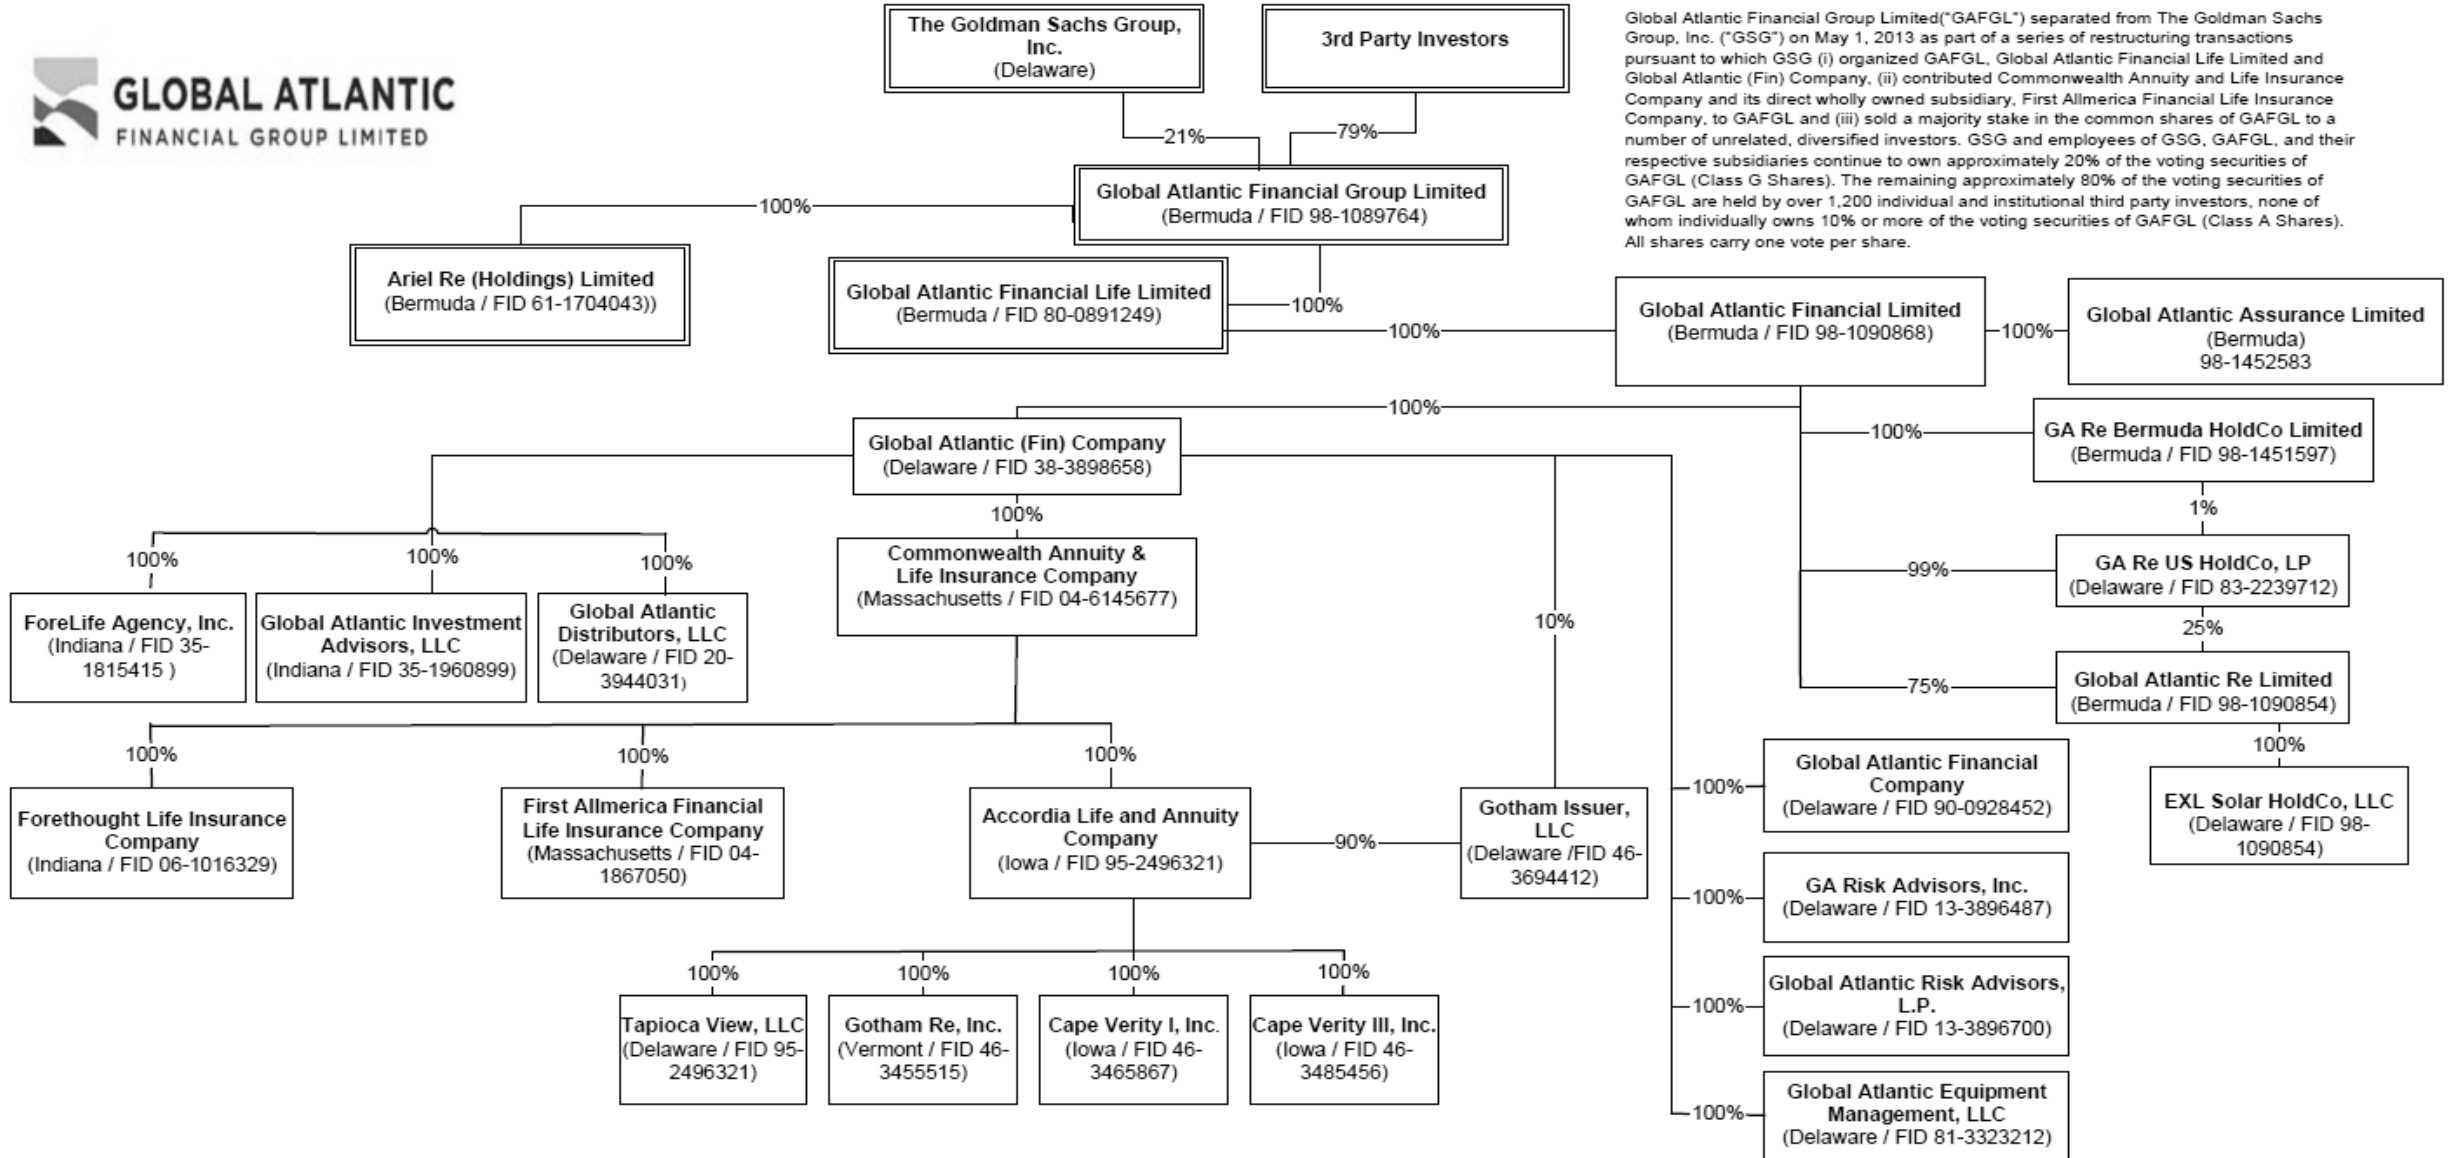 GLOBAL ATLANTIC
FINANCIAL GROUP LIMITED
The Goldman Sachs Group,
Inc.
(Delaware)
3rd Party Investors
Global Atlantic Financial Group Limited("GAFGL") separated from The Goldman Sachs
Group, Inc. ("GSG") on May 1, 2013 as part of a series of restructuring transactions
pursuant to which GSG (i) organized GAFGL, Global Atlantic Financial Life Limited and
Global Atlantic (Fin) Company, (ii) contributed Commonwealth Annuity and Life Insurance
Company and its direct wholly owned subsidiary, First Allmerica Financial Life Insurance
Company, to GAFGL and (iii) sold a majority stake in the common shares of GAFGL to a
number of unrelated, diversified investors. GSG and employees of GSG, GAFGL, and their
respective subsidiaries continue to own approximately 20% of the voting securities of
GAFGL (Class G Shares). The remaining approximately 80% of the voting securities of
GAFGL are held by over 1,200 individual and institutional third party investors, none of
whom individually owns 10% or more of the voting securities of GAFGL (Class A Shares).
All shares carry one vote per share.
21%
79%
Global Atlantic Financial Group Limited
(Bermuda / FID 98-1089764)
100%
Ariel Re (Holdings) Limited
(Bermuda / FID 61-1704043))
Global Atlantic Financial Life Limited
(Bermuda / FID 80-0891249)
100%
100%
Global Atlantic Financial Limited
(Bermuda / FID 98-1090868)
100%
Global Atlantic Assurance Limited
(Bermuda)
98-1452583
100%
Global Atlantic (Fin) Company
(Delaware / FID 38-3898658)
100%
GA Re Bermuda HoldCo Limited
(Bermuda / FID 98-1451597)
1%
99%
GA Re US HoldCo, LP
(Delaware / FID 83-2239712)
25%
75%
Global Atlantic Re Limited
(Bermuda / FID 98-1090854)
100%
EXL Solar HoldCo, LLC
(Delaware / FID 98-
1090854)
100%
Commonwealth Annuity &
Life Insurance Company
(Massachusetts / FID 04-6145677)
100%
100%
100%
ForeLife Agency, Inc.
(Indiana / FID 35-
1815415 )
Global Atlantic Investment
Advisors, LLC
(Indiana / FID 35-1960899)
Global Atlantic
Distributors, LLC
(Delaware / FID 20-
3944031)
10%
100%
100%
100%
Forethought Life Insurance
Company
(Indiana / FID 06-1016329)
First Allmerica Financial
Life Insurance Company
(Massachusetts / FID 04-
1867050)
Accordia Life and Annuity
Company
(Iowa / FID 95-2496321)
90%
Gotham Issuer,
LLC
(Delaware /FID 46-
3694412)
100%
Global Atlantic Financial
Company
(Delaware / FID 90-0928452)
100%
GA Risk Advisors, Inc.
(Delaware / FID 13-3896487)
100%
Global Atlantic Risk Advisors,
L.P.
(Delaware / FID 13-3896700)
100%
Global Atlantic Equipment
Management, LLC
(Delaware / FID 81-3323212)
100%
100%
100%
100%
Tapioca View, LLC
(Delaware / FID 95-
2496321)
Gotham Re, Inc.
(Vermont / FID 46-
3455515)
Cape Verity I, Inc.
(Iowa / FID 46-
3465867)
Cape Verity III, Inc.
(Iowa / FID 46-
3485456)